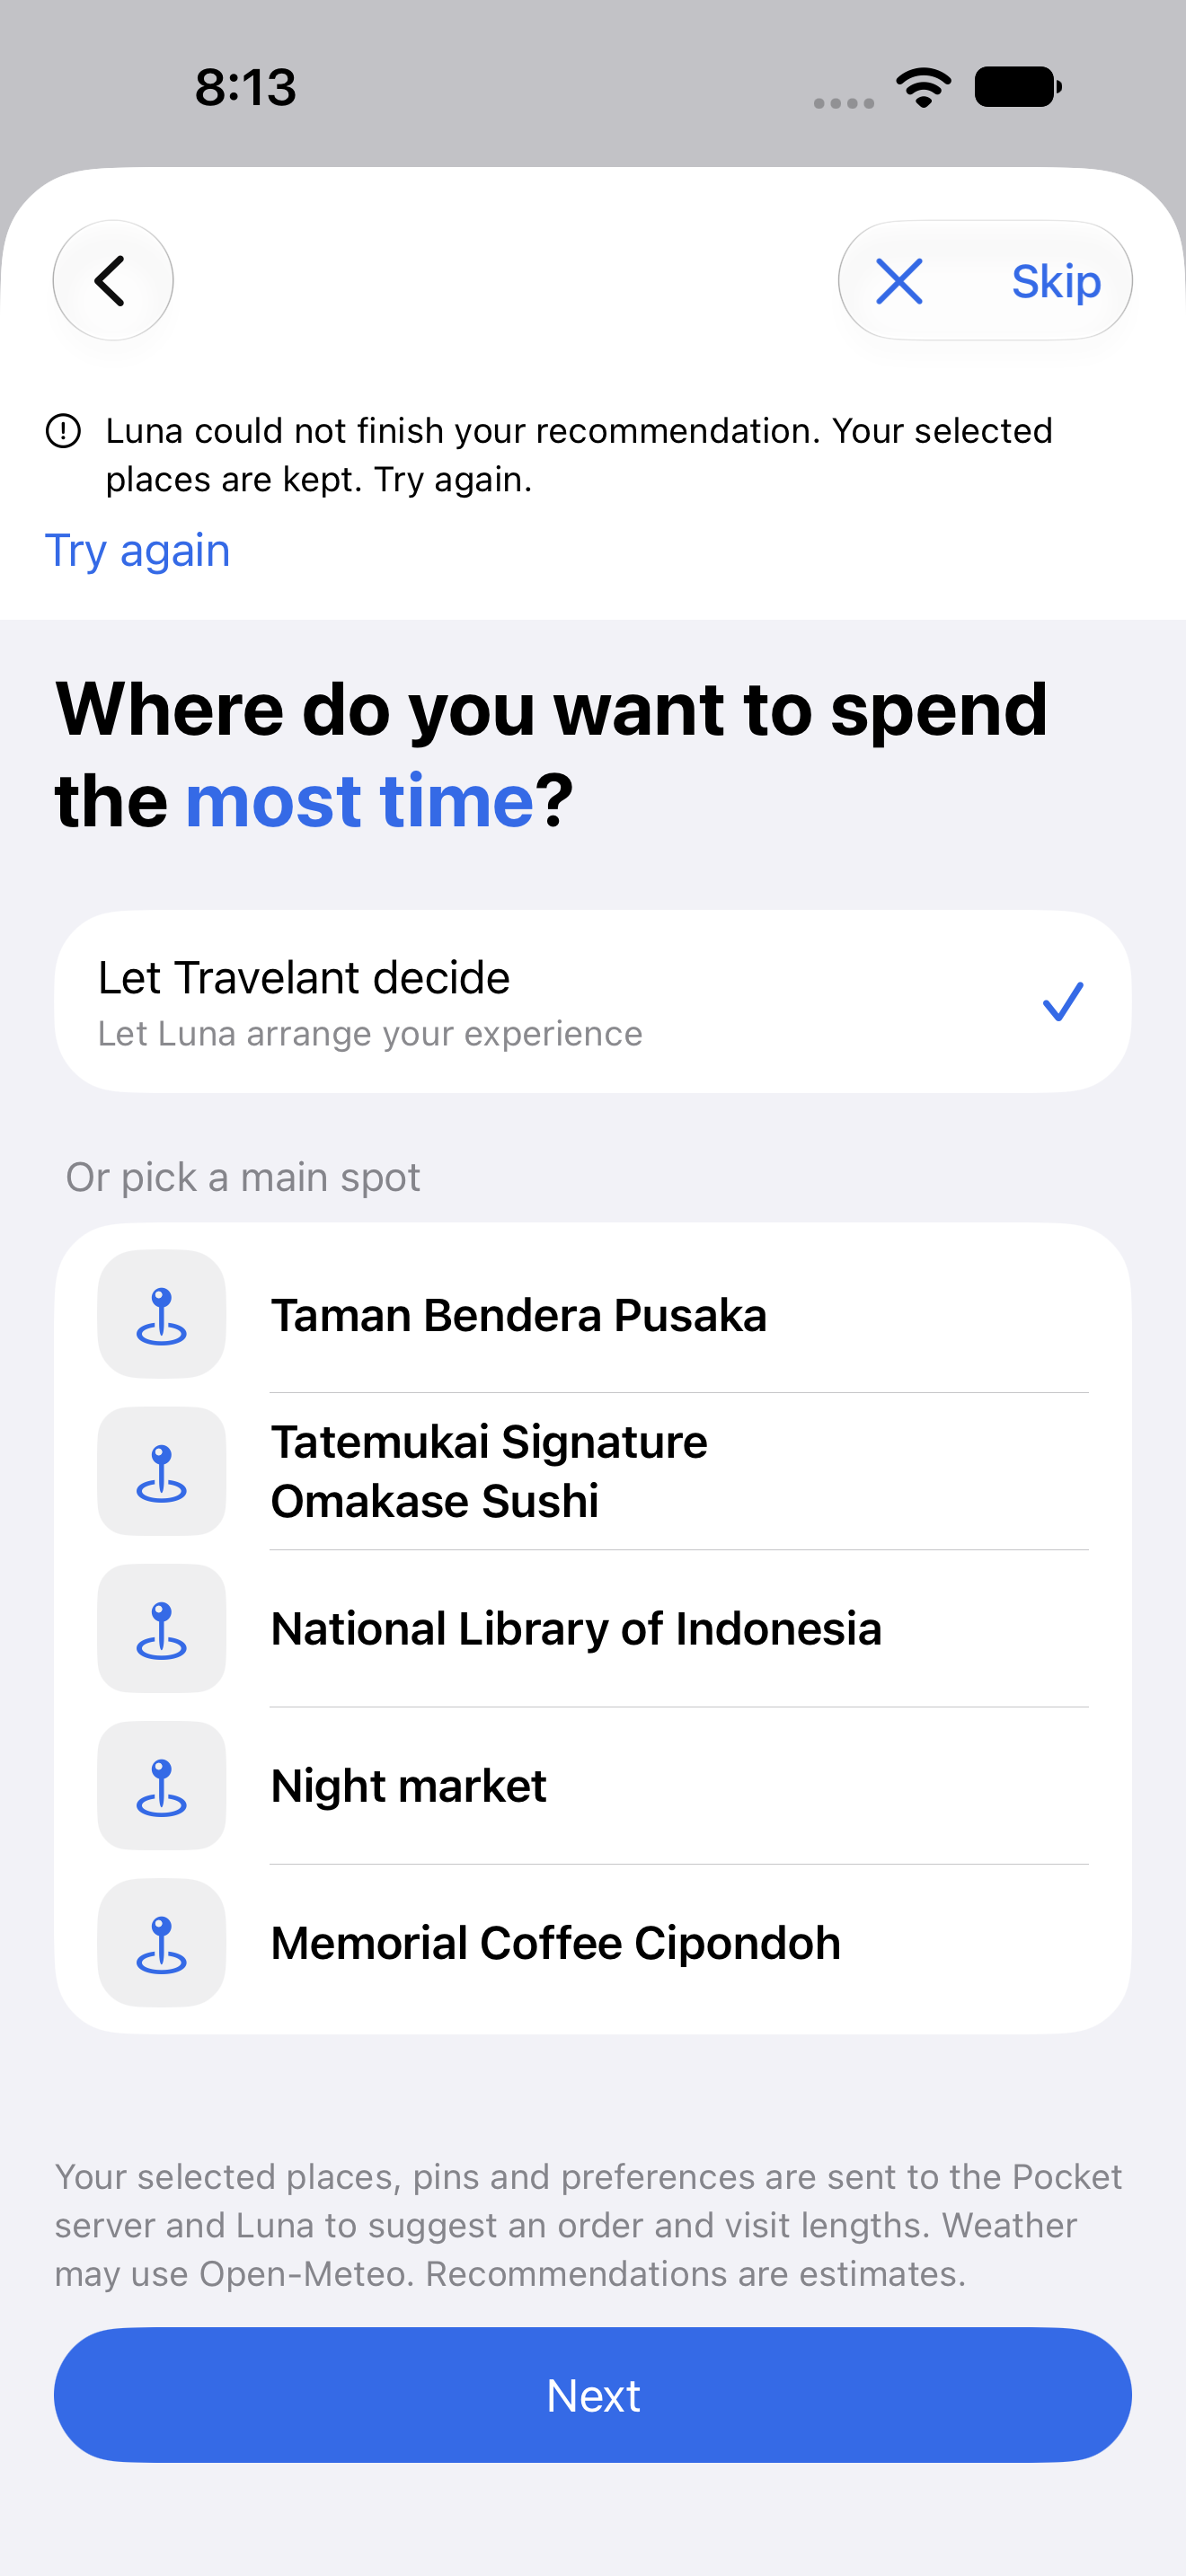 8:13
Skip
Luna could not finish your recommendation. Your selected
places are kept. Try again.
Try again
Where do you want to spend
the most time?
Let Travelant decide
Let Luna arrange your experience
Or pick a main spot
Taman Bendera Pusaka
Tatemukai Signature
Omakase Sushi
National Library of Indonesia
Night market
Memorial Coffee Cipondoh
Your selected places, pins and preferences are sent to the Pocket
server and Luna to suggest an order and visit lengths. Weather
may use Open-Meteo. Recommendations are estimates.
Next